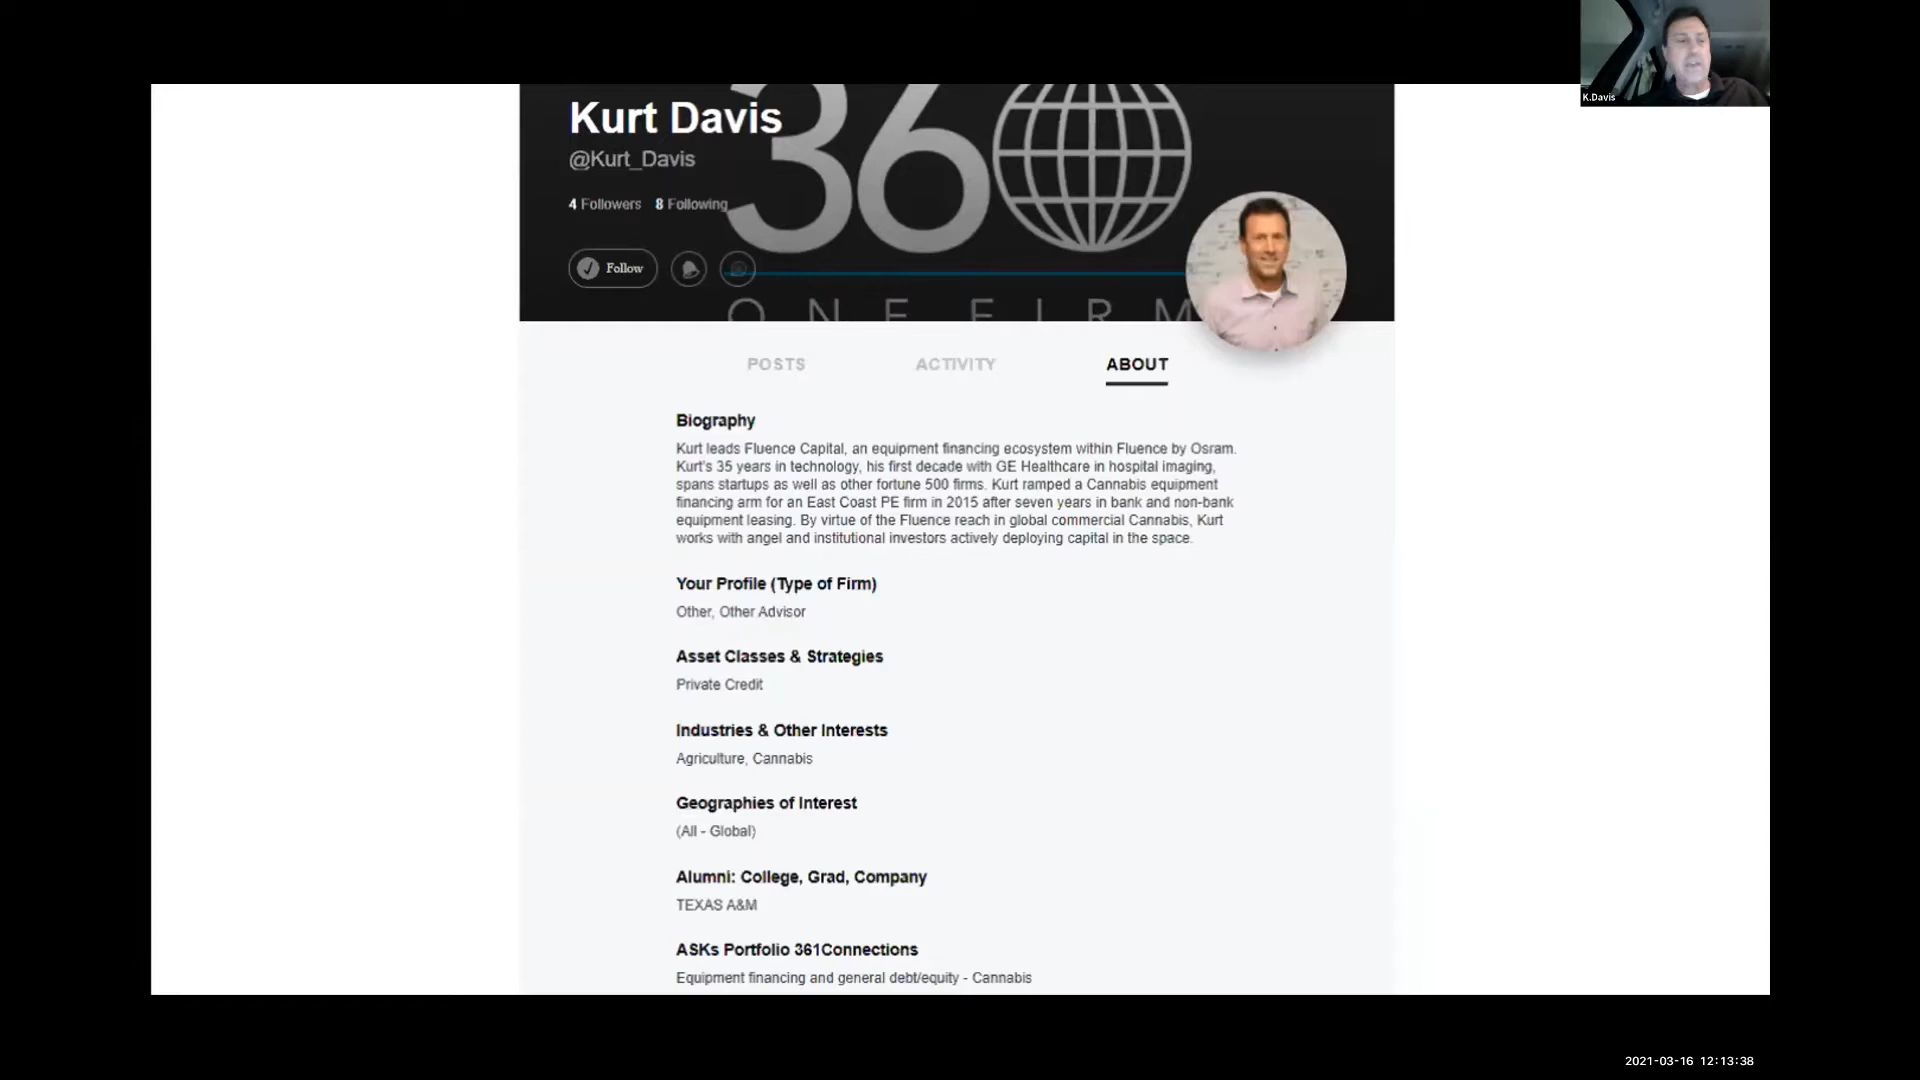 K.Davis
360
Kurt Davis
@Kurt_Davis
4 Followers 8 Following
Follow
ONE FIRM
POSTS ACTIVITY ABOUT
Biography
Kurt leads Fluence Capital, an equipment financing ecosystem within Fluence by Osram.
Kurt's 35 years in technology, his first decade with GE Healthcare in hospital imaging,
spans startups as well as other fortune 500 firms. Kurt ramped a Cannabis equipment
financing arm for an East Coast PE firm in 2015 after seven years in bank and non-bank
equipment leasing. By virtue of the Fluence reach in global commercial Cannabis, Kurt
works with angel and institutional investors actively deploying capital in the space.
Your Profile (Type of Firm)
Other, Other Advisor
Asset Classes & Strategies
Private Credit
Industries & Other Interests
Agriculture, Cannabis
Geographies of Interest
(All - Global)
Alumni: College, Grad, Company
TEXAS A&M
ASKs Portfolio 361Connections
Equipment financing and general debt/equity - Cannabis
2021-03-16 12:13:38